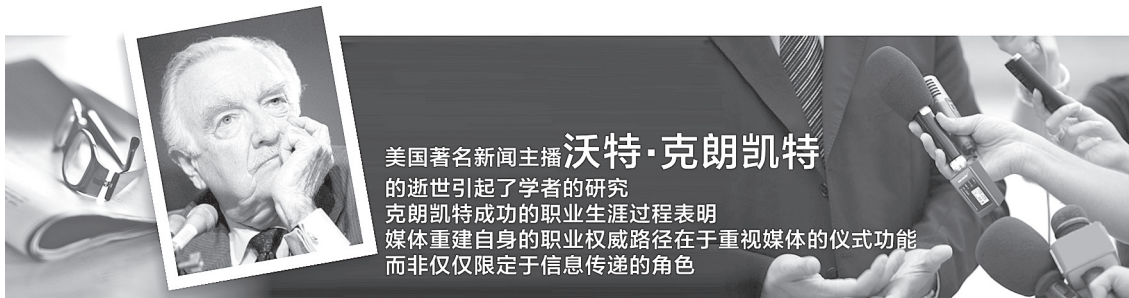 美国著名新闻主播沃特·克朗凯特
的逝世引起了学者的研究
克朗凯特成功的职业生涯过程表明
媒体重建自身的职业权威路径在于重视媒体的仪式功能
而非仅仅限定于信息传递的角色